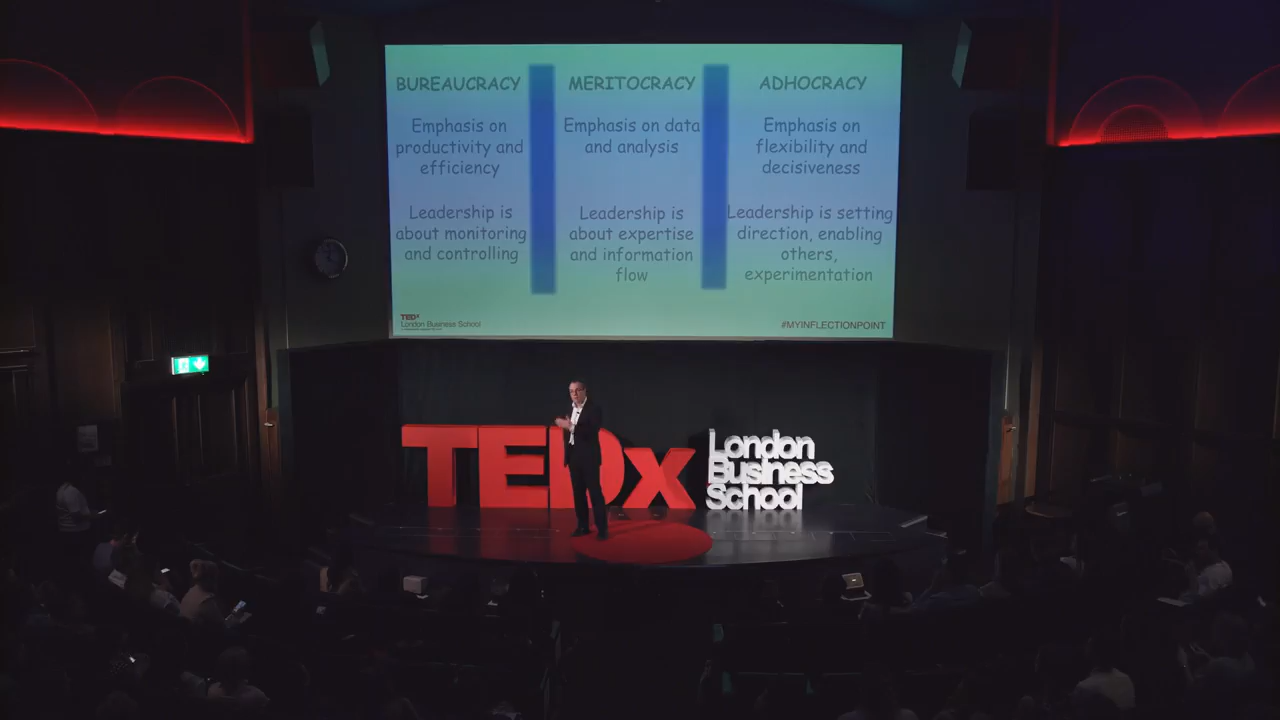 BUREAUCRACY
Emphasis on
productivity and
efficiency
Leadership is
about monitoring
and controlling
MERITOCRACY
Emphasis on data
and analysis
Leadership is
about expertise
and information
flow
ADHOCRACY
Emphasis on
flexibility and
decisiveness
Leadership is setting
direction, enabling
others,
experimentation
TEDx
London Business School
#MYINFLECTIONPOINT
TEDx
London
Business
School